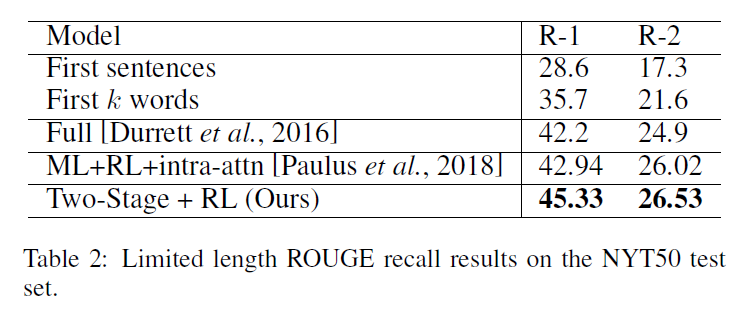 Model R-1 R-2
First sentences 28.6 17.3
First k words 35.7 21.6
Full [Durrett et al., 2016] 42.2 24.9
ML+RL+intra-attn [Paulus et al., 2018] 42.94 26.02
Two-Stage + RL (Ours) 45.33 26.53
Table 2: Limited length ROUGE recall results on the NYT50 test
set.